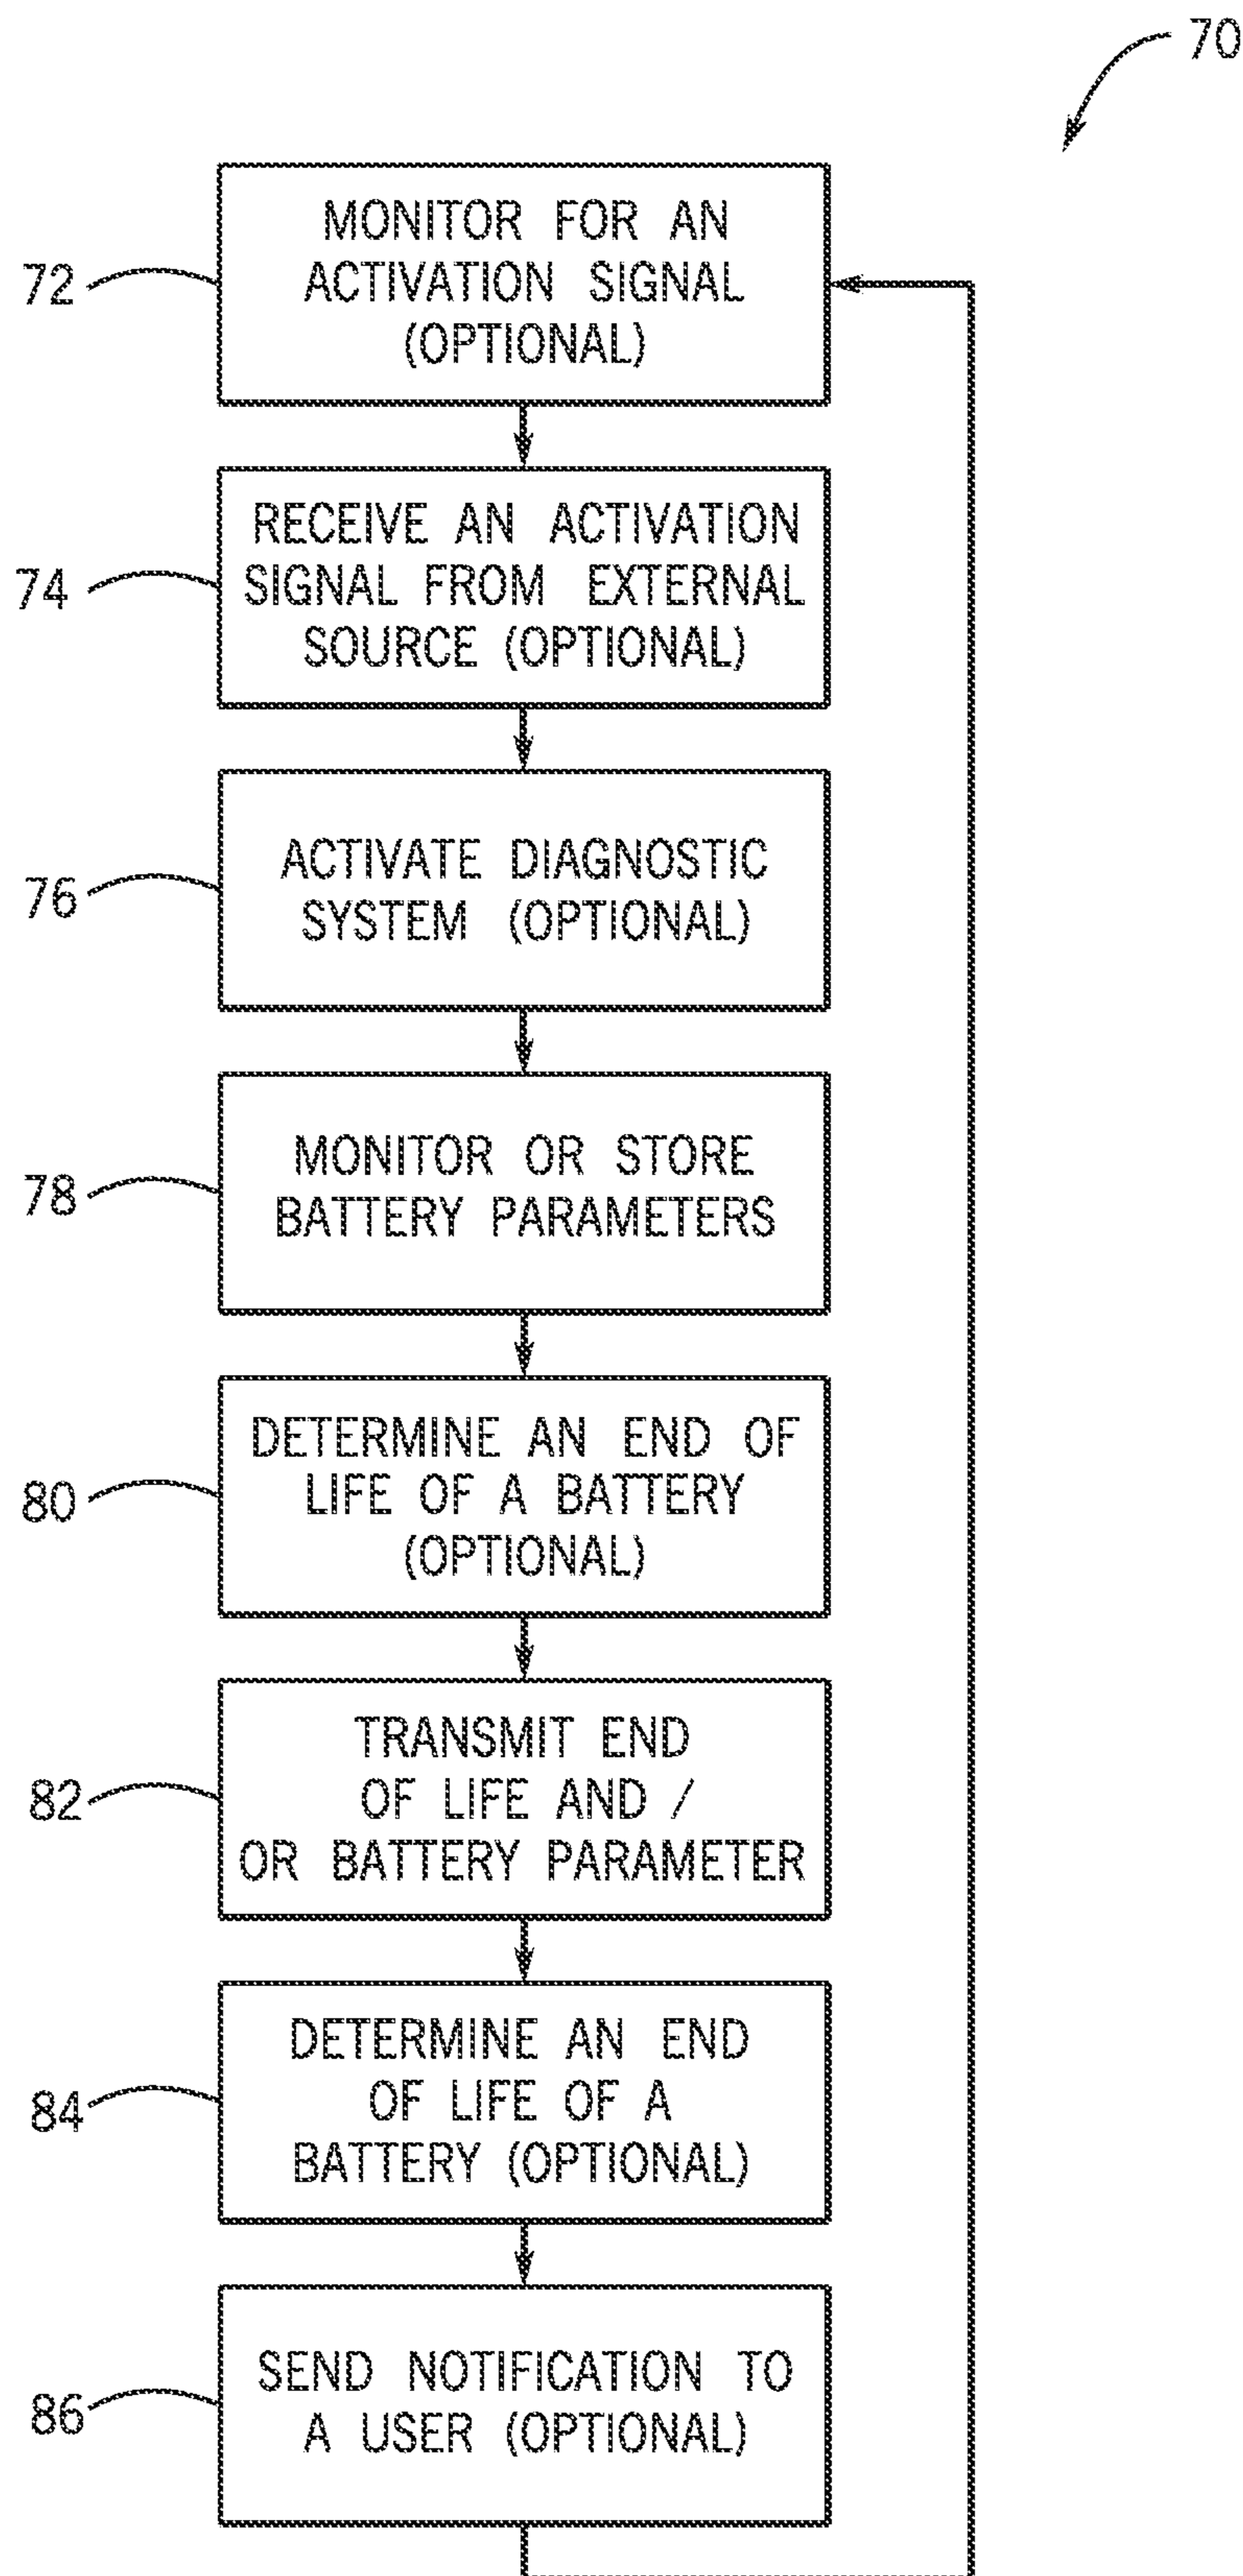 70
MONITOR FOR AN
ACTIVATION SIGNAL
(OPTIONAL)
72
RECEIVE AN ACTIVATION
SIGNAL FROM EXTERNAL
SOURCE (OPTIONAL)
74
ACTIVATE DIAGNOSTIC
SYSTEM (OPTIONAL)
76
MONITOR OR STORE
BATTERY PARAMETERS
78
DETERMINE AN END OF
LIFE OF A BATTERY
(OPTIONAL)
80
TRANSMIT END
OF LIFE AND /
OR BATTERY PARAMETER
82
DETERMINE AN END
OF LIFE OF A
BATTERY (OPTIONAL)
84
SEND NOTIFICATION TO
A USER (OPTIONAL)
86